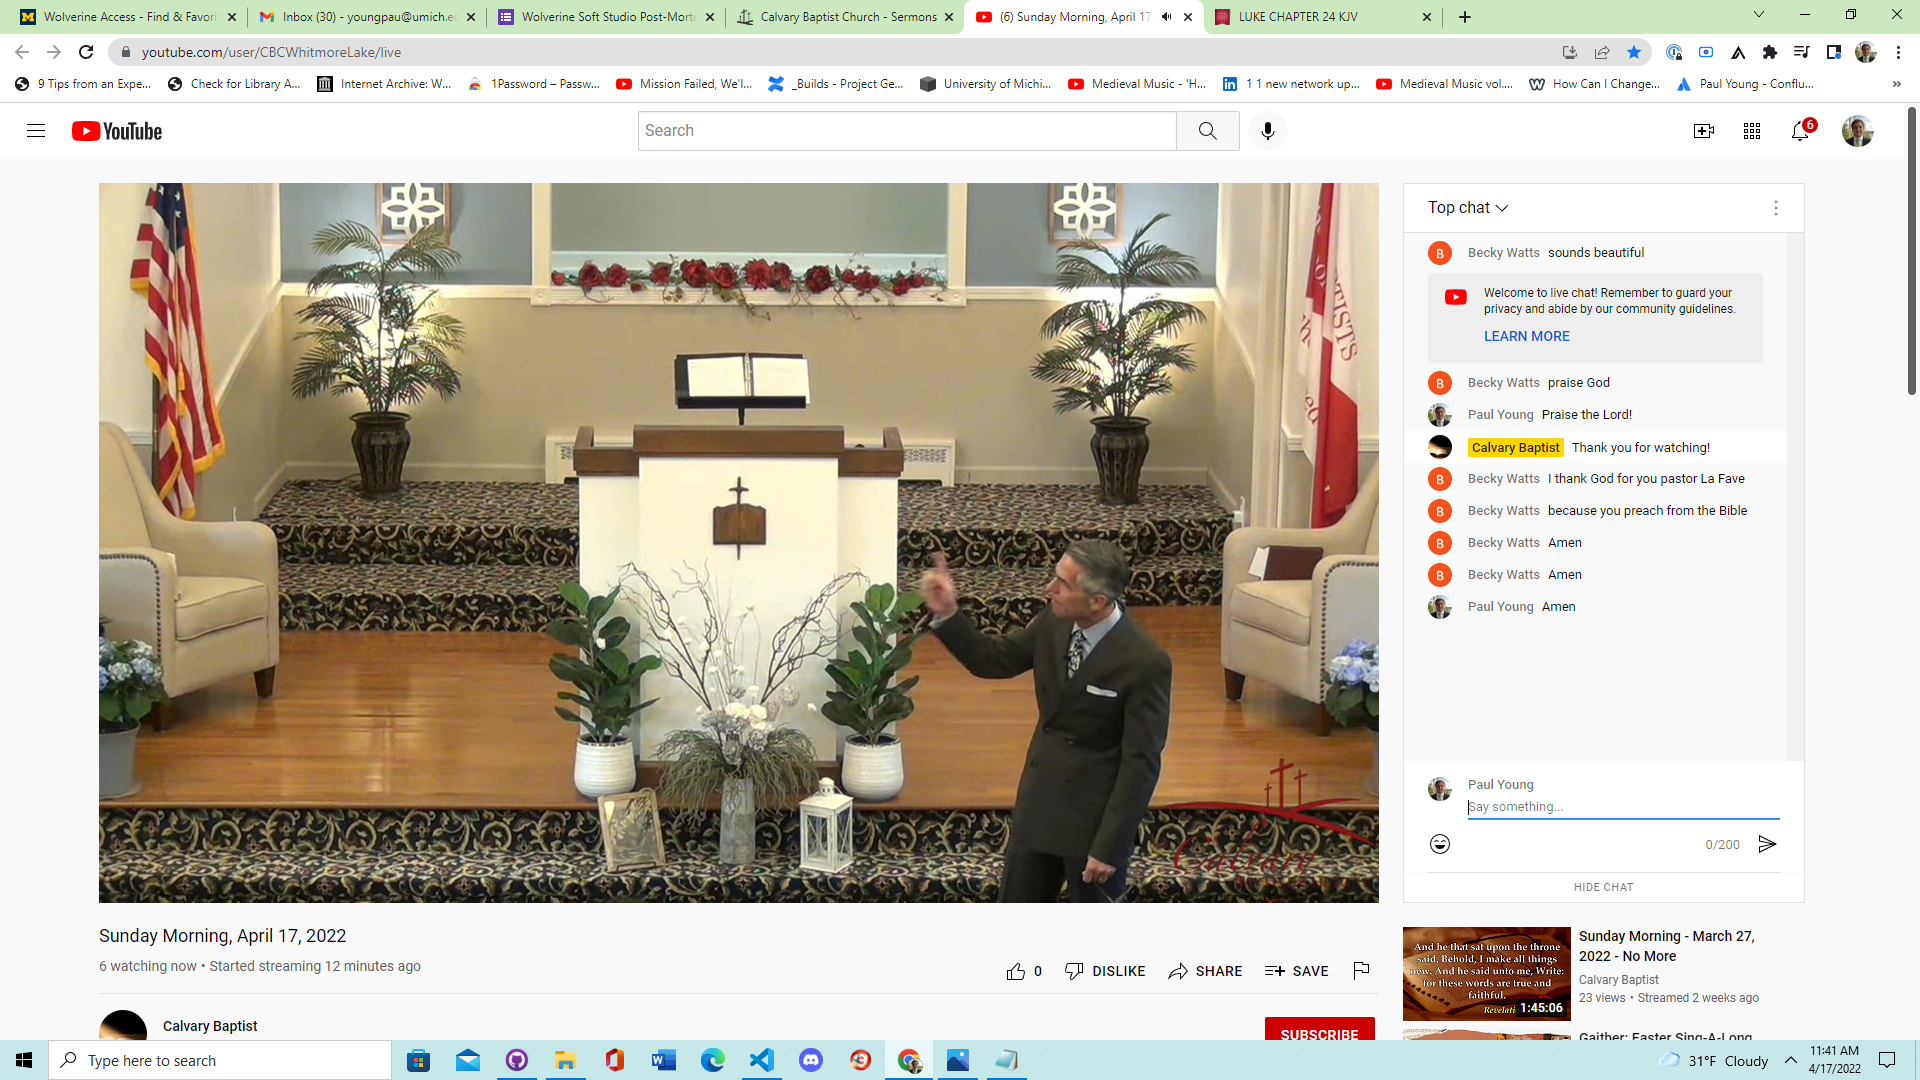 Wolverine Access - Find & Favorit
Inbox (30) - youngpau@umich.ed
Wolverine Soft Studio Post-Morte
Calvary Baptist Church - Sermons
(6) Sunday Morning, April 17
LUKE CHAPTER 24 KJV
youtube.com/user/CBCWhitmoreLake/live
9 Tips from an Expe...
Check for Library A...
Internet Archive: W...
1Password – Passw...
Mission Failed, We'l...
_Builds - Project Ge...
University of Michi...
Medieval Music - 'H...
1 1 new network up...
Medieval Music vol....
How Can I Change...
Paul Young - Conflu...
YouTube
Search
6
Top chat
B Becky Watts sounds beautiful
Welcome to live chat! Remember to guard your
privacy and abide by our community guidelines.
LEARN MORE
B Becky Watts praise God
Paul Young Praise the Lord!
Calvary Baptist Thank you for watching!
B Becky Watts I thank God for you pastor La Fave
B Becky Watts because you preach from the Bible
B Becky Watts Amen
B Becky Watts Amen
Paul Young Amen
Paul Young
Say something...
0/200
HIDE CHAT
Calvary
Sunday Morning, April 17, 2022
6 watching now • Started streaming 12 minutes ago
0
DISLIKE
SHARE
SAVE
Calvary Baptist
SUBSCRIBE
And he that sat upon the throne
said, Behold, I make all things
new. And he said unto me, Write:
for these words are true and
faithful.
Revelati
1:45:06
Sunday Morning - March 27,
2022 - No More
Calvary Baptist
23 views • Streamed 2 weeks ago
Gaither: Easter Sing-A-Long
Type here to search
31°F Cloudy
11:41 AM
4/17/2022